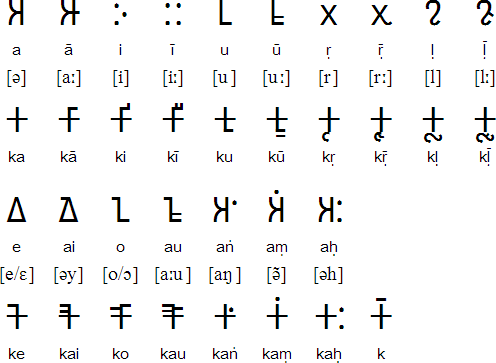 𑀅 𑀆 𑀇 𑀈 𑀉 𑀊 𑀋 𑀌 𑀍 𑀎
a ā i ī u ū ṛ ṝ ḷ ḹ
[ə] [aː] [i] [iː] [u] [uː] [r] [rː] [l] [lː]
𑀓 𑀓𑀸 𑀓𑀺 𑀓𑀻 𑀓𑀼 𑀓𑀽 𑀓𑀾 𑀓𑀿 𑀓𑁀 𑀓𑁁
ka kā ki kī ku kū kṛ kṝ kḷ kḹ
𑀏 𑀐 𑀑 𑀒 𑀅𑀁 𑀅𑀀 𑀅𑀂
e ai o au aṅ aṃ aḥ
[e/ɛ] [əy] [o/ɔ] [aːu] [aŋ] [ɔ̃] [əh]
𑀓𑁂 𑀓𑁃 𑀓𑁄 𑀓𑁅 𑀓𑀁 𑀓𑀀 𑀓𑀂 𑀓𑁆
ke kai ko kau kaṅ kaṃ kaḥ k